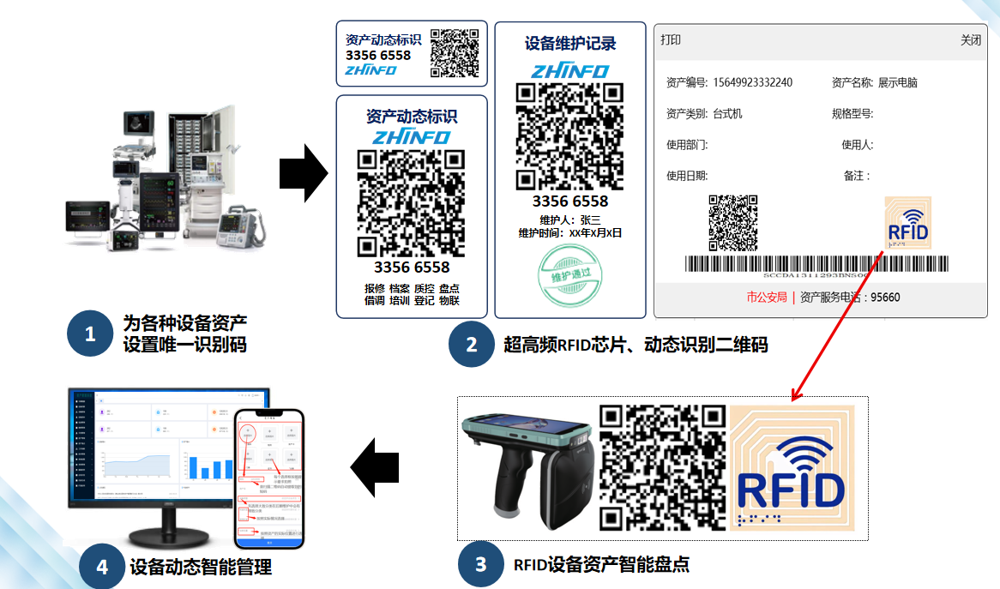 资产动态标识
3356 6558
ZHINFO
资产动态标识
ZHINFO
3356 6558
报修 档案 质控 盘点
借调 培训 登记 物联
设备维护记录
ZHINFO
3356 6558
维护人：张三
维护时间：XX年X月X日
维护通过
打印
关闭
资产编号: 15649923332240
资产名称: 展示电脑
资产类别: 台式机
规格型号:
使用部门:
使用人:
使用日期:
备注：
RFID
市公安局 | 资产服务电话：95660
1
为各种设备资产
设置唯一识别码
2
超高频RFID芯片、动态识别二维码
RFID
3
RFID设备资产智能盘点
4
设备动态智能管理